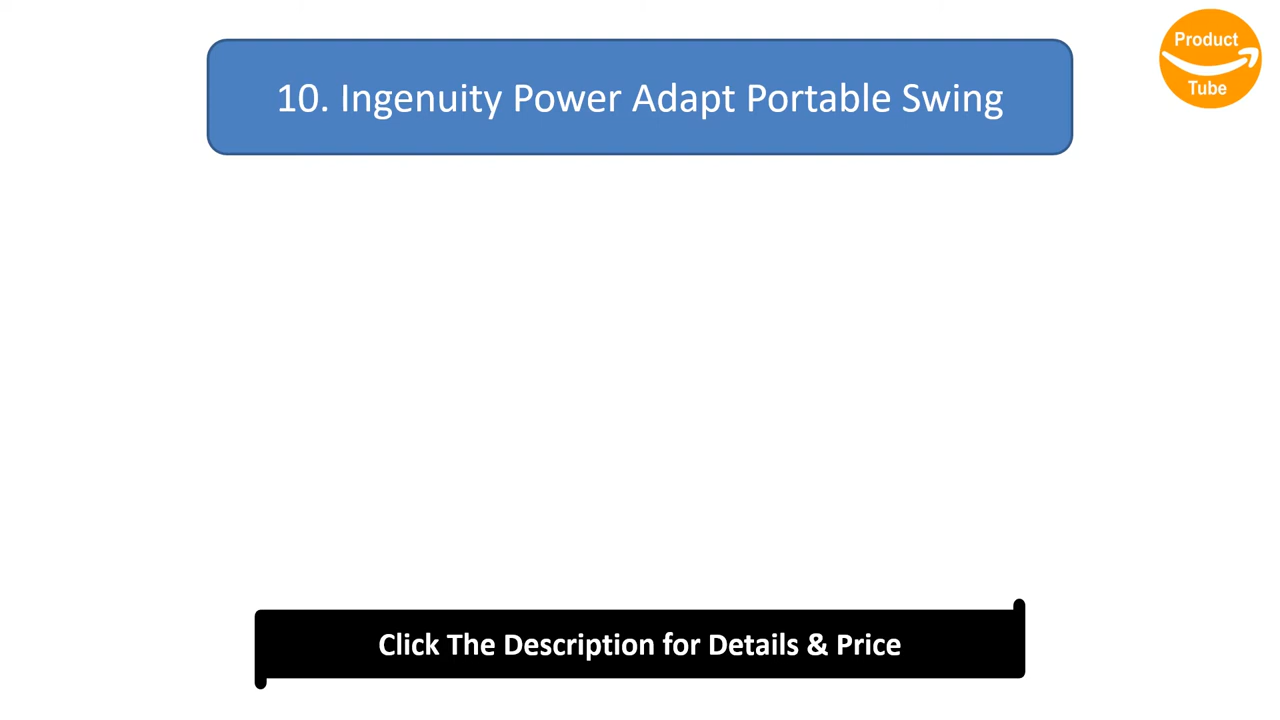 Product
Tube
10. Ingenuity Power Adapt Portable Swing
Click The Description for Details & Price